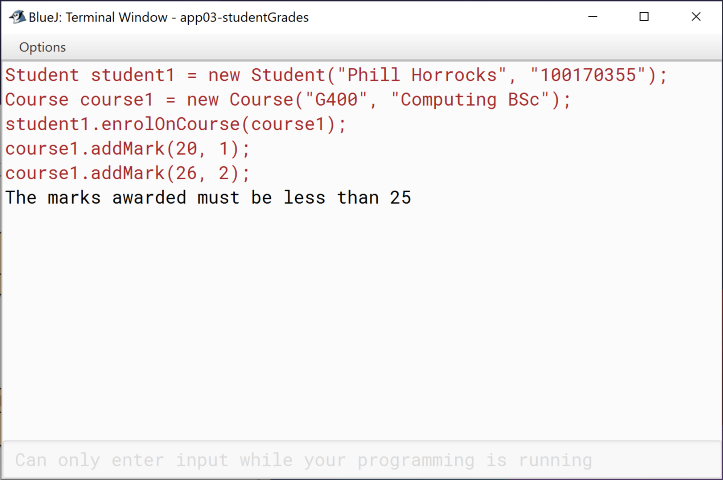 BlueJ: Terminal Window - app03-studentGrades
Options
Student student1 = new Student("Phill Horrocks", "100170355");
Course course1 = new Course("G400", "Computing BSc");
student1.enrolOnCourse(course1);
course1.addMark(20, 1);
course1.addMark(26, 2);
The marks awarded must be less than 25
Can only enter input while your programming is running